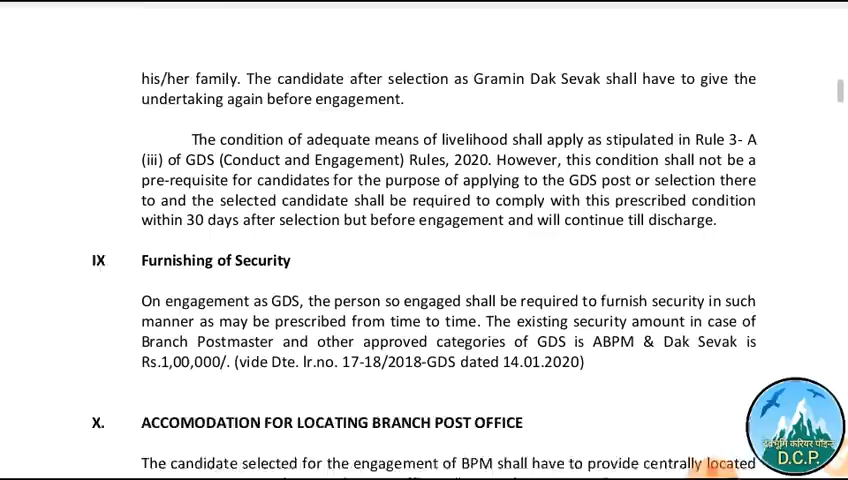 his/her family. The candidate after selection as Gramin Dak Sevak shall have to give the
undertaking again before engagement.
The condition of adequate means of livelihood shall apply as stipulated in Rule 3- A
(iii) of GDS (Conduct and Engagement) Rules, 2020. However, this condition shall not be a
pre-requisite for candidates for the purpose of applying to the GDS post or selection there
to and the selected candidate shall be required to comply with this prescribed condition
within 30 days after selection but before engagement and will continue till discharge.
IX Furnishing of Security
On engagement as GDS, the person so engaged shall be required to furnish security in such
manner as may be prescribed from time to time. The existing security amount in case of
Branch Postmaster and other approved categories of GDS is ABPM & Dak Sevak is
Rs.1,00,000/. (vide Dte. lr.no. 17-18/2018-GDS dated 14.01.2020)
X. ACCOMODATION FOR LOCATING BRANCH POST OFFICE
The candidate selected for the engagement of BPM shall have to provide centrally located
देवभूमि करियर पॉइन्ट
D.C.P.